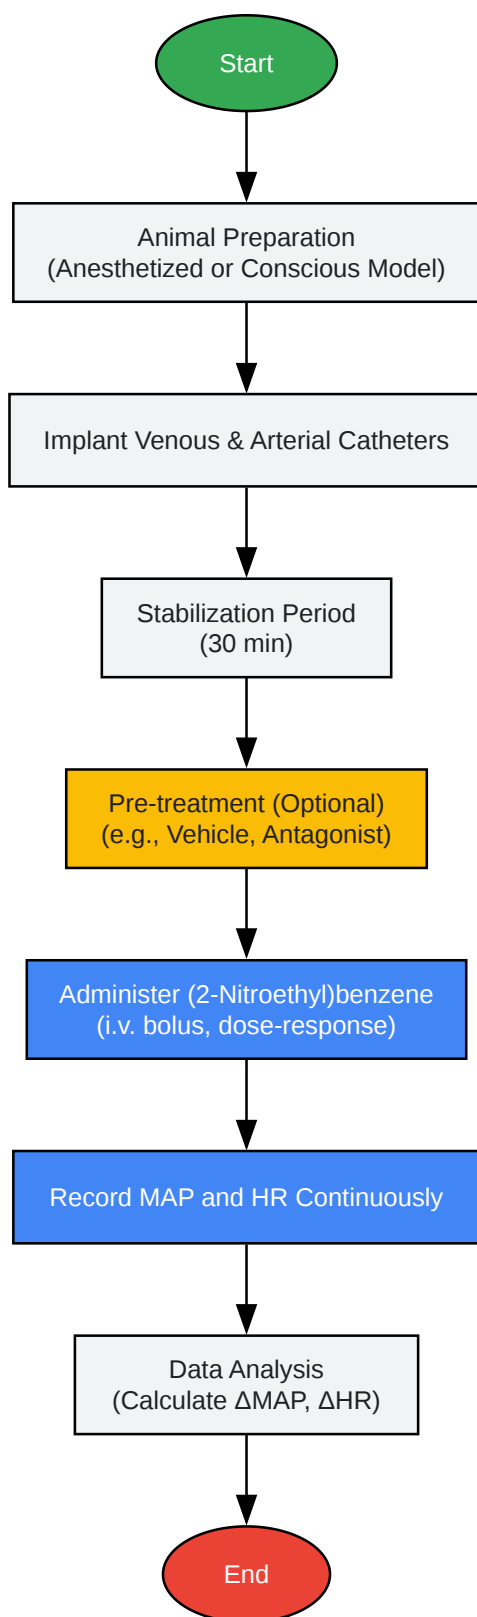 Start
Animal Preparation
(Anesthetized or Conscious Model)
Implant Venous & Arterial Catheters
Stabilization Period
(30 min)
Pre-treatment (Optional)
(e.g., Vehicle, Antagonist)
Administer (2-Nitroethyl)benzene
(i.v. bolus, dose-response)
Record MAP and HR Continuously
Data Analysis
(Calculate ΔMAP, ΔHR)
End